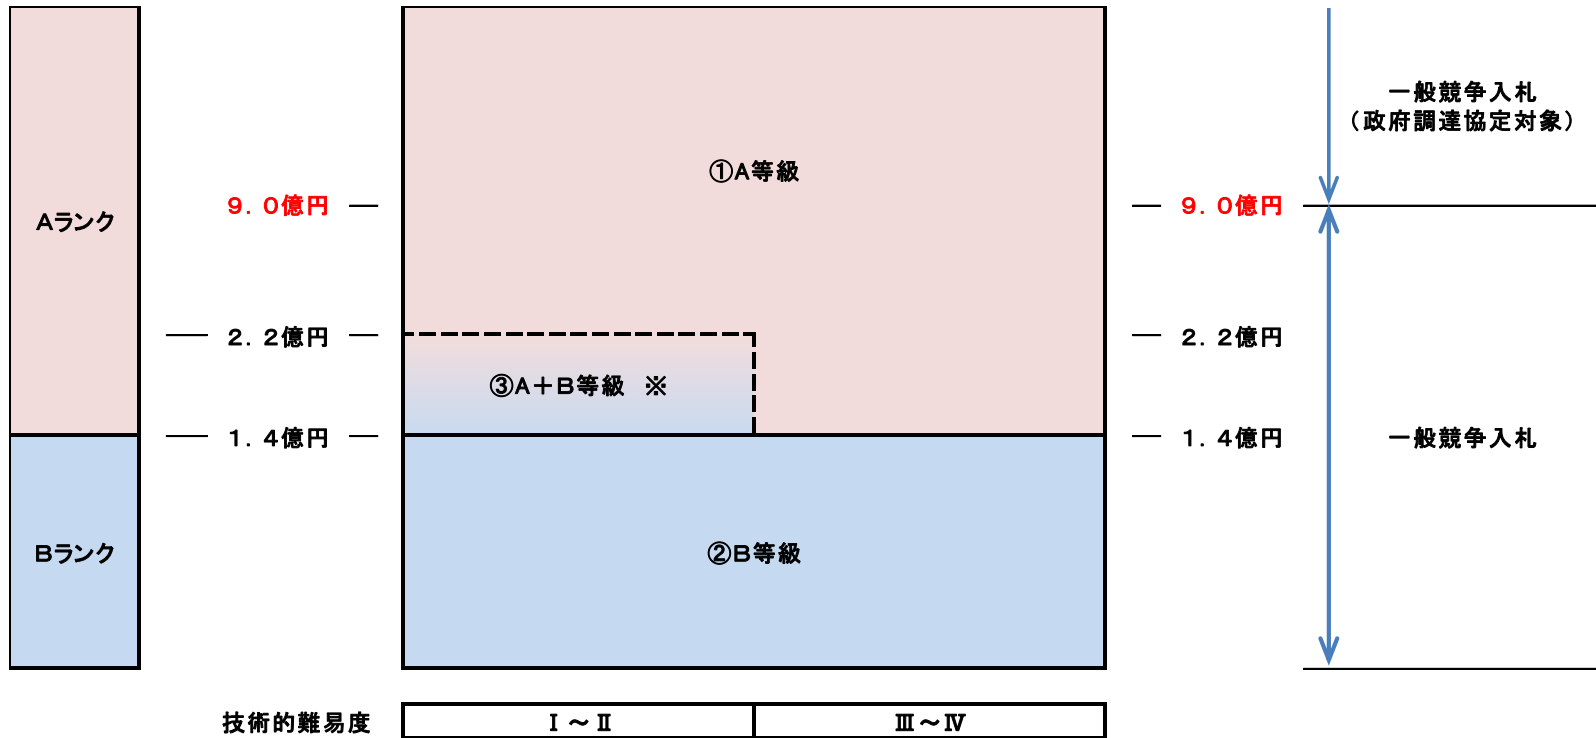 一般競争入札
（政府調達協定対象）
①A等級
Aランク
9．0億円
9．0億円
2．2億円
2．2億円
③A＋B等級　※
1．4億円
1．4億円
一般競争入札
Bランク
②B等級
技術的難易度
Ⅰ～Ⅱ
Ⅲ～Ⅳ